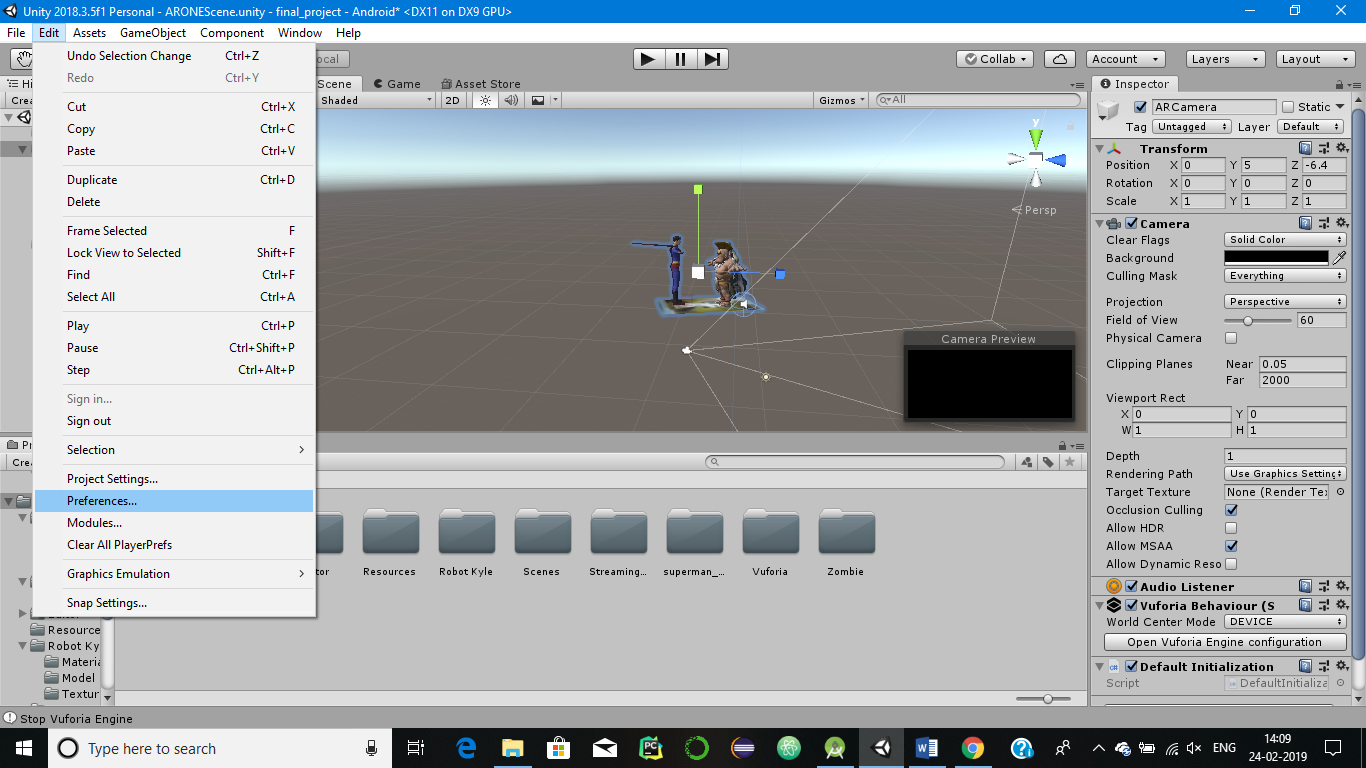 Unity 2018.3.5f1 Personal - ARONEScene.unity - final_project - Android* <DX11 on DX9 GPU>
File Edit Assets GameObject Component Window Help
Undo Selection Change Ctrl+Z
Redo Ctrl+Y
Cut Ctrl+X
Copy Ctrl+C
Paste Ctrl+V
Duplicate Ctrl+D
Delete
Frame Selected F
Lock View to Selected Shift+F
Find Ctrl+F
Select All Ctrl+A
Play Ctrl+P
Pause Ctrl+Shift+P
Step Ctrl+Alt+P
Sign in...
Sign out
Selection
Project Settings...
Preferences...
Modules...
Clear All PlayerPrefs
Graphics Emulation
Snap Settings...
ocal
Collab Account Layers Layout
Hi
Scene Game Asset Store
Crea
Shaded 2D Gizmos All
y
Persp
Camera Preview
Inspector
ARCamera Static
Tag Untagged Layer Default
Transform
Position X 0 Y 5 Z -6.4
Rotation X 0 Y 0 Z 0
Scale X 1 Y 1 Z 1
Camera
Clear Flags Solid Color
Background
Culling Mask Everything
Projection Perspective
Field of View 60
Physical Camera
Clipping Planes Near 0.05
Far 2000
Viewport Rect
X 0 Y 0
W 1 H 1
Depth 1
Rendering Path Use Graphics Setting
Target Texture None (Render Te
Occlusion Culling
Allow HDR
Allow MSAA
Allow Dynamic Reso
Audio Listener
Vuforia Behaviour (S
World Center Mode DEVICE
Open Vuforia Engine configuration
Default Initialization
Script DefaultInitializa
Pr
Crea
tor Resources Robot Kyle Scenes Streaming... superman_... Vuforia Zombie
Resource
Robot Ky
Materia
Model
Textur
Stop Vuforia Engine
Type here to search
ENG
14:09
24-02-2019